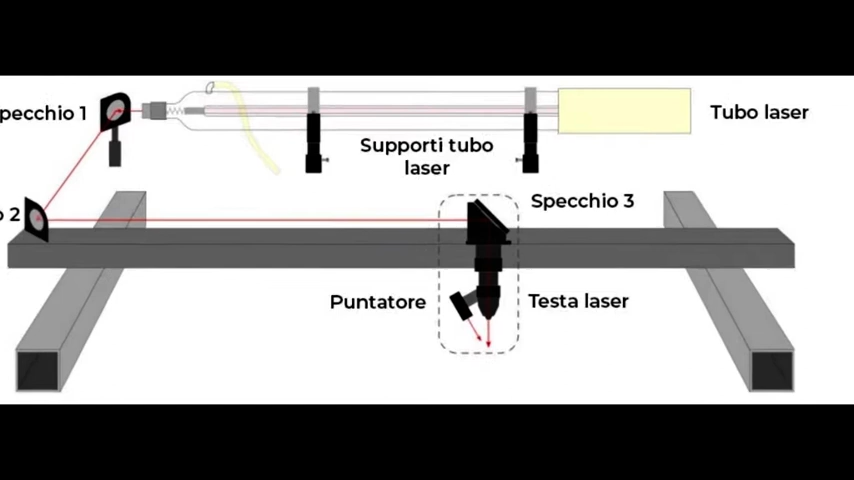 pecchio 1
Tubo laser
Supporti tubo
laser
o 2
Specchio 3
Puntatore
Testa laser